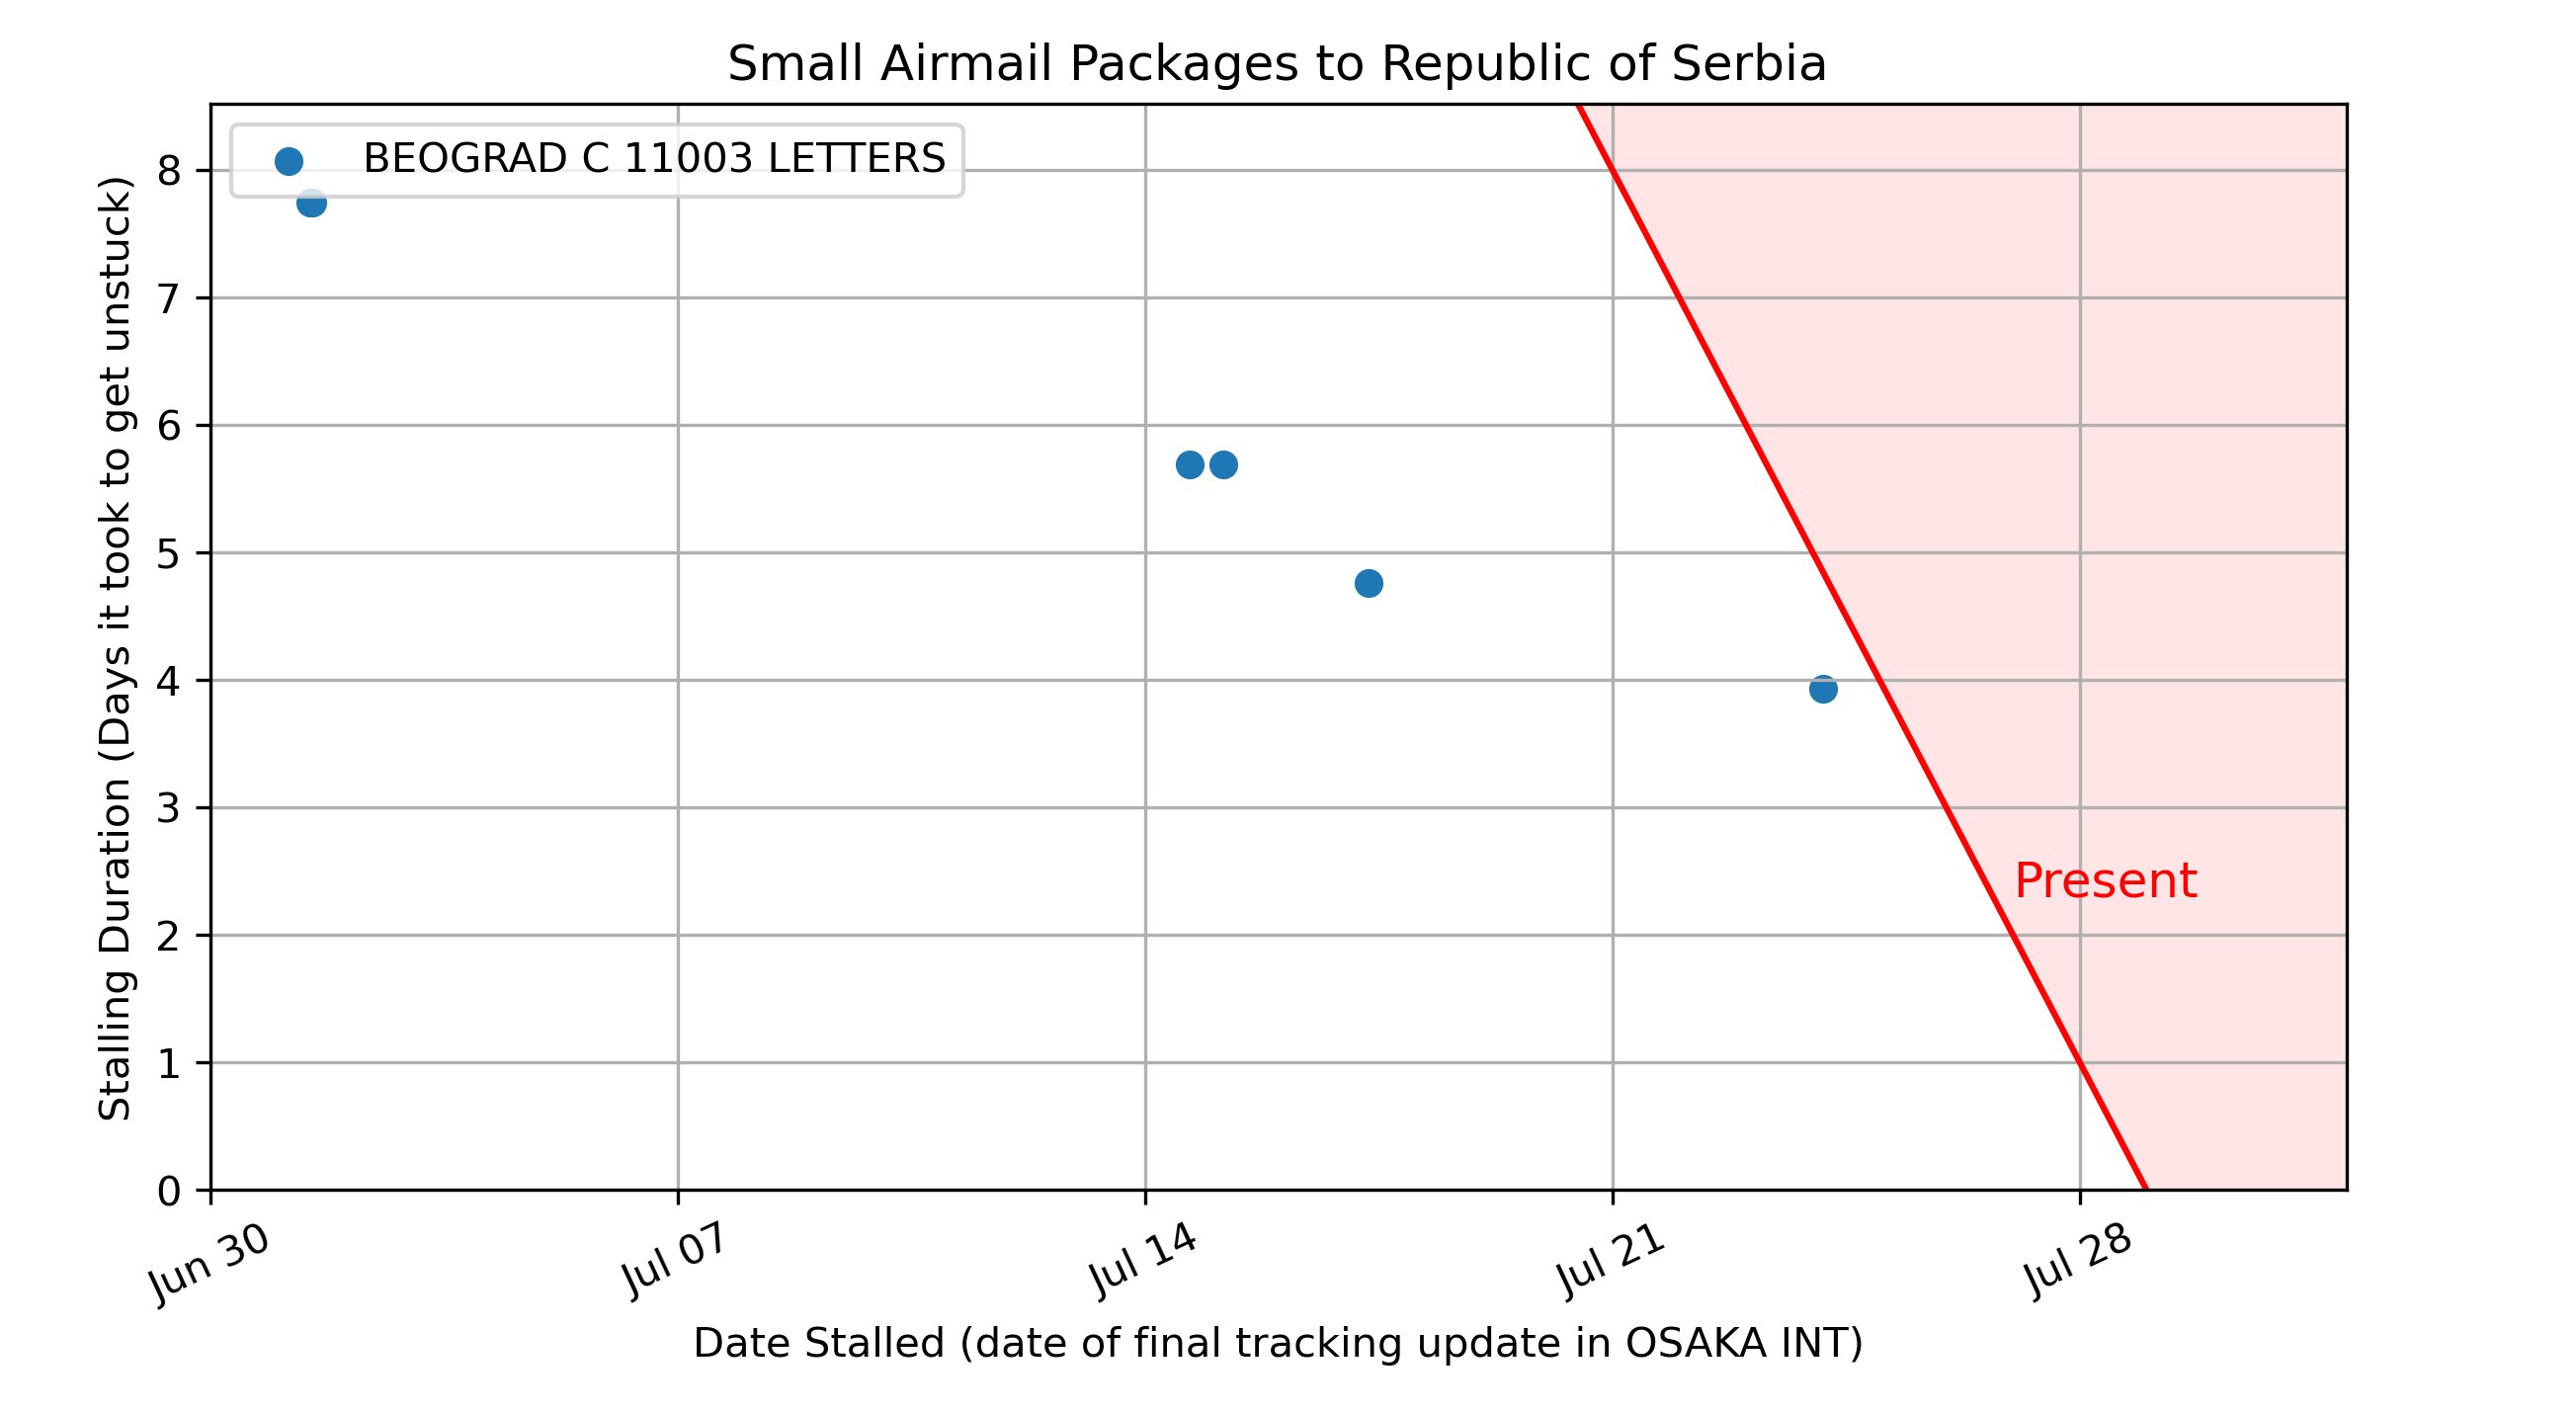 Small Airmail Packages to Republic of Serbia
BEOGRAD C 11003 LETTERS
Stalling Duration (Days it took to get unstuck)
8
7
6
5
4
3
2
1
0
Present
Jun 30
Jul 07
Jul 14
Jul 21
Jul 28
Date Stalled (date of final tracking update in OSAKA INT)